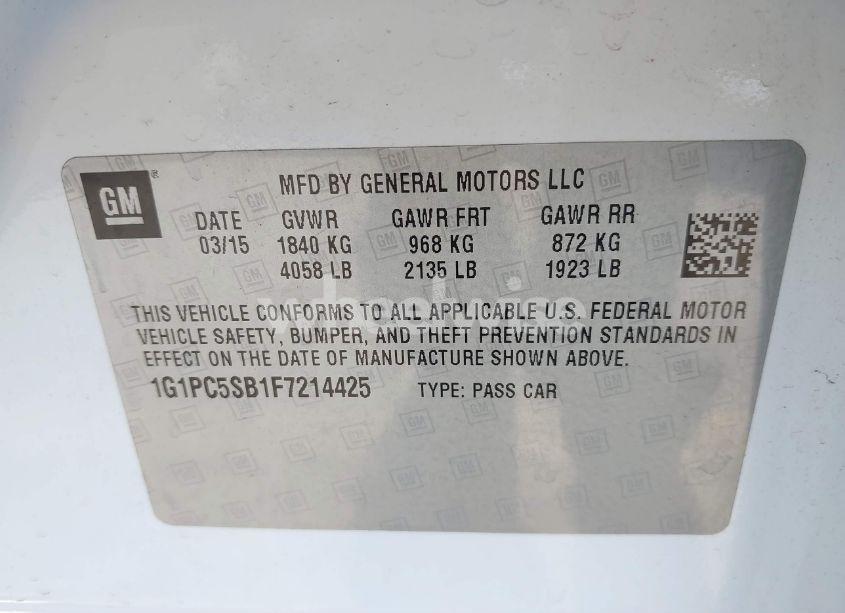 GM
MFD BY GENERAL MOTORS LLC
DATE GVWR GAWR FRT GAWR RR
03/15 1840 KG 968 KG 872 KG
4058 LB 2135 LB 1923 LB
THIS VEHICLE CONFORMS TO ALL APPLICABLE U.S. FEDERAL MOTOR
VEHICLE SAFETY, BUMPER, AND THEFT PREVENTION STANDARDS IN
EFFECT ON THE DATE OF MANUFACTURE SHOWN ABOVE.
1G1PC5SB1F7214425 TYPE: PASS CAR